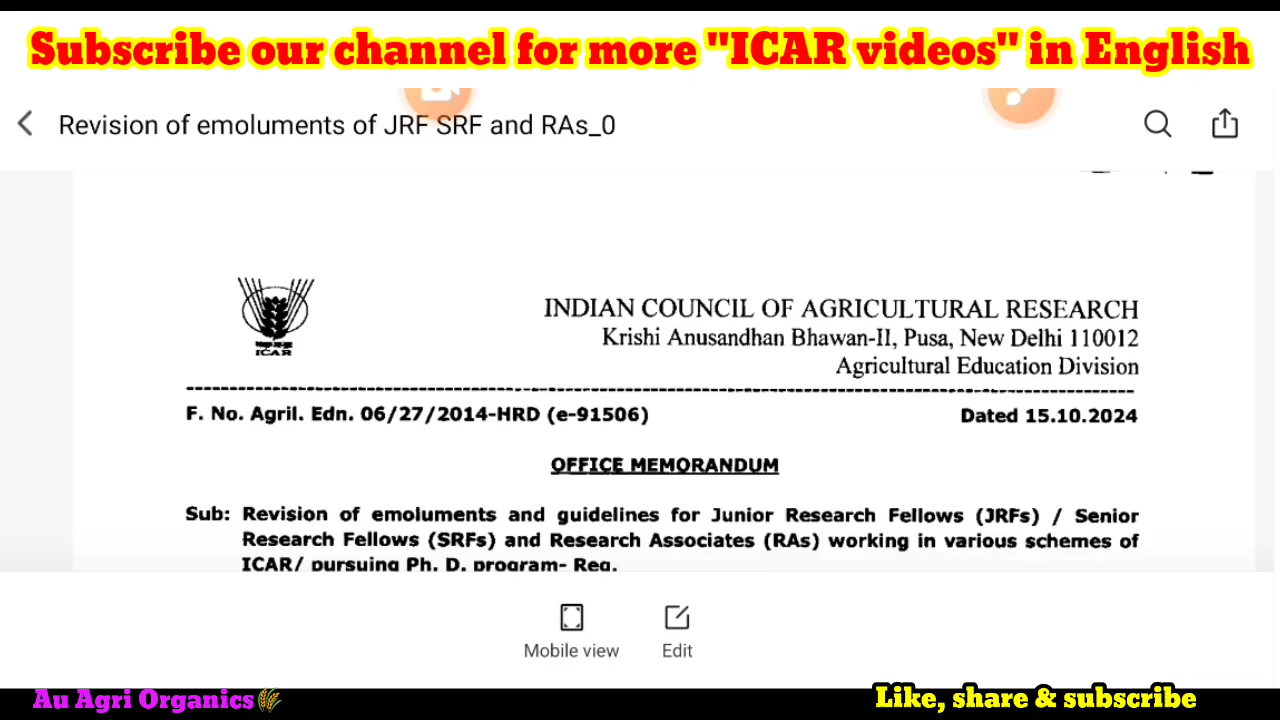 Subscribe our channel for more "ICAR videos" in English
Revision of emoluments of JRF SRF and RAs_0
ICAR
INDIAN COUNCIL OF AGRICULTURAL RESEARCH
Krishi Anusandhan Bhawan-II, Pusa, New Delhi 110012
Agricultural Education Division
F. No. Agril. Edn. 06/27/2014-HRD (e-91506) Dated 15.10.2024
OFFICE MEMORANDUM
Sub: Revision of emoluments and guidelines for Junior Research Fellows (JRFs) / Senior
Research Fellows (SRFs) and Research Associates (RAs) working in various schemes of
ICAR/ pursuing Ph. D. program- Reg.
Mobile view Edit
Au Agri Organics🌾 Like, share & subscribe